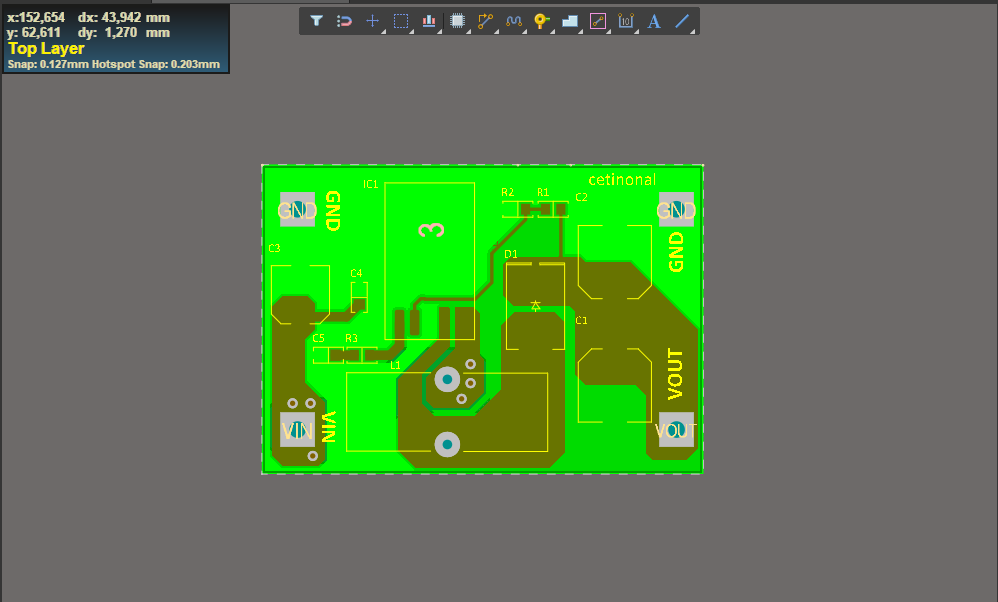 x:152,654 dx: 43,942 mm
y: 62,611 dy: 1,270 mm
Top Layer
Snap: 0.127mm Hotspot Snap: 0.203mm
A
cetinonal
IC1
R2
R1
C2
GND
GND
GND
GND
3
C3
C4
D1
C1
C5
R3
L1
VIN
VIN
VOUT
VOUT